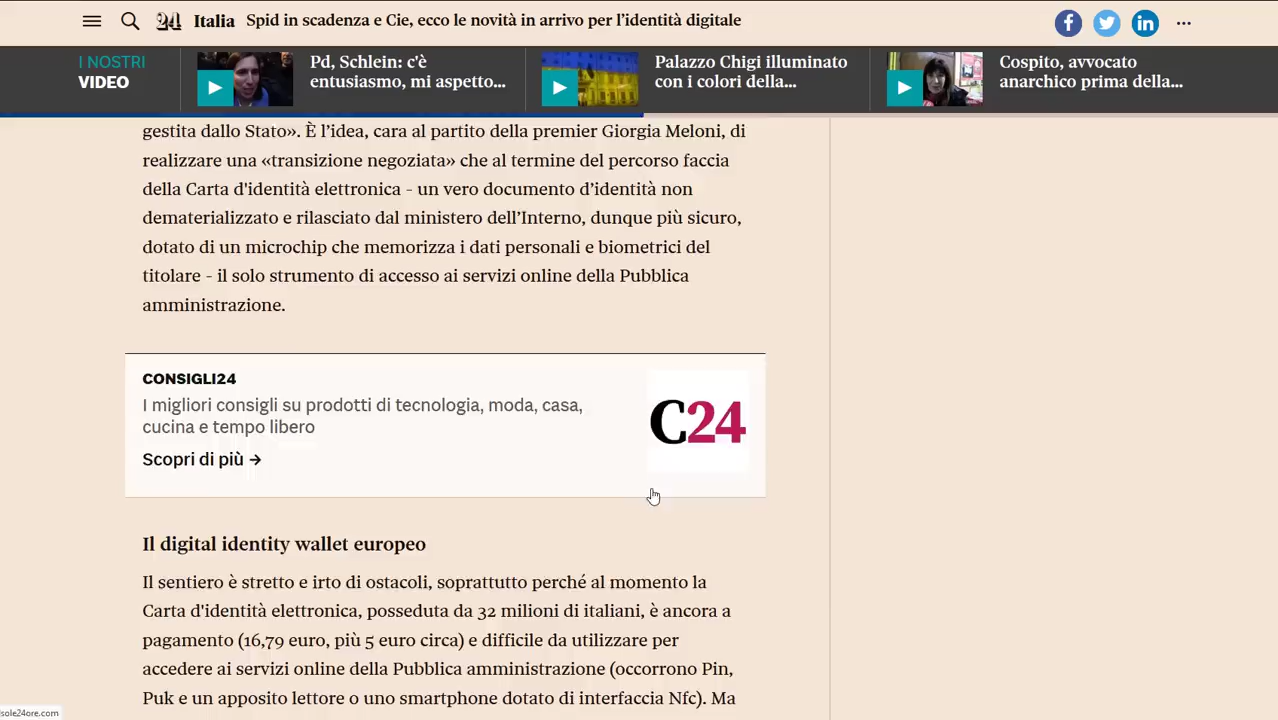 24 Italia Spid in scadenza e Cie, ecco le novità in arrivo per l’identità digitale
I NOSTRI
VIDEO
Pd, Schlein: c'è
entusiasmo, mi aspetto...
Palazzo Chigi illuminato
con i colori della...
Cospito, avvocato
anarchico prima della...
gestita dallo Stato». È l’idea, cara al partito della premier Giorgia Meloni, di
realizzare una «transizione negoziata» che al termine del percorso faccia
della Carta d'identità elettronica - un vero documento d’identità non
dematerializzato e rilasciato dal ministero dell’Interno, dunque più sicuro,
dotato di un microchip che memorizza i dati personali e biometrici del
titolare - il solo strumento di accesso ai servizi online della Pubblica
amministrazione.
CONSIGLI24
I migliori consigli su prodotti di tecnologia, moda, casa,
cucina e tempo libero
Scopri di più →
C24
Il digital identity wallet europeo
Il sentiero è stretto e irto di ostacoli, soprattutto perché al momento la
Carta d'identità elettronica, posseduta da 32 milioni di italiani, è ancora a
pagamento (16,79 euro, più 5 euro circa) e difficile da utilizzare per
accedere ai servizi online della Pubblica amministrazione (occorrono Pin,
Puk e un apposito lettore o uno smartphone dotato di interfaccia Nfc). Ma
lsole24ore.com